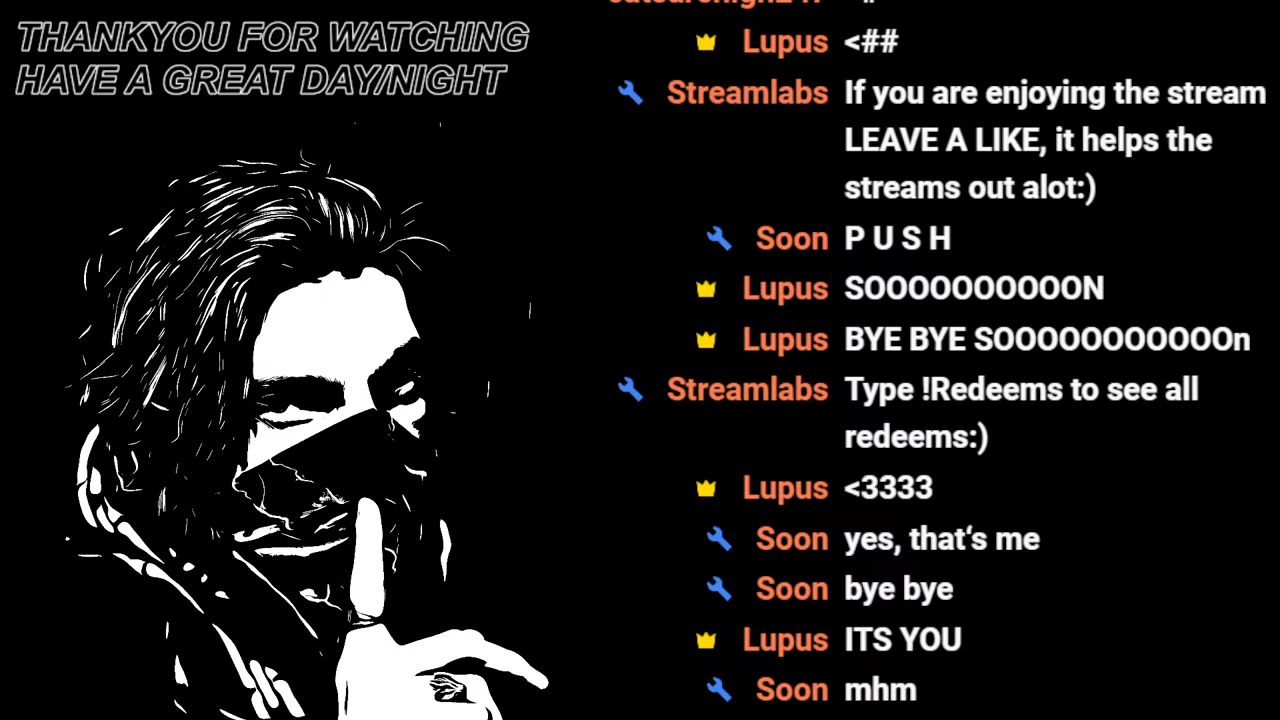 THANKYOU FOR WATCHING
HAVE A GREAT DAY/NIGHT
Lupus <##
Streamlabs If you are enjoying the stream
LEAVE A LIKE, it helps the
streams out alot:)
Soon P U S H
Lupus SOOOOOOOOOON
Lupus BYE BYE SOOOOOOOOOOOn
Streamlabs Type !Redeems to see all
redeems:)
Lupus <3333
Soon yes, that‘s me
Soon bye bye
Lupus ITS YOU
Soon mhm